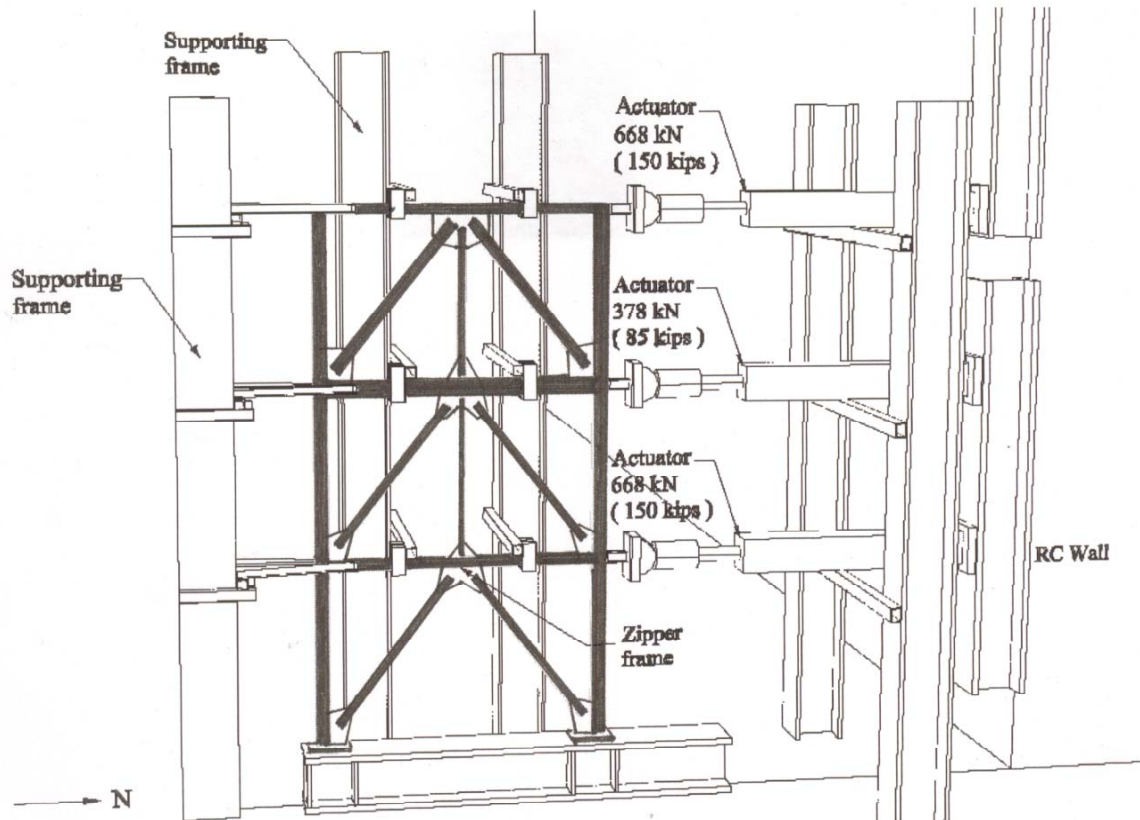 Supporting
frame
Actuator
668 kN
( 150 kips )
Supporting
frame
Actuator
378 kN
( 85 kips )
Actuator
668 kN
( 150 kips )
RC Wall
Zipper
frame
N